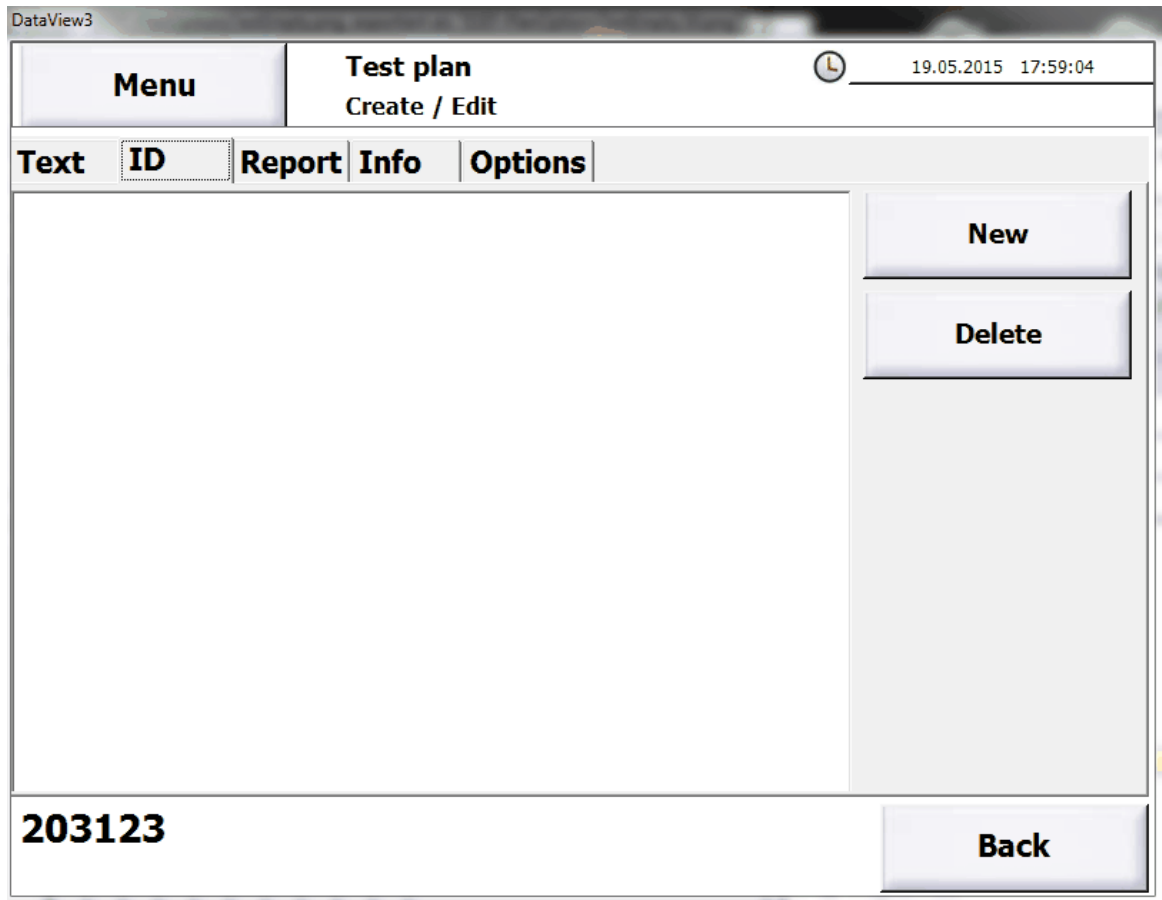 DataView3
Menu
Test plan
19.05.2015 17:59:04
Create / Edit
Text ID Report Info Options
New
Delete
203123
Back